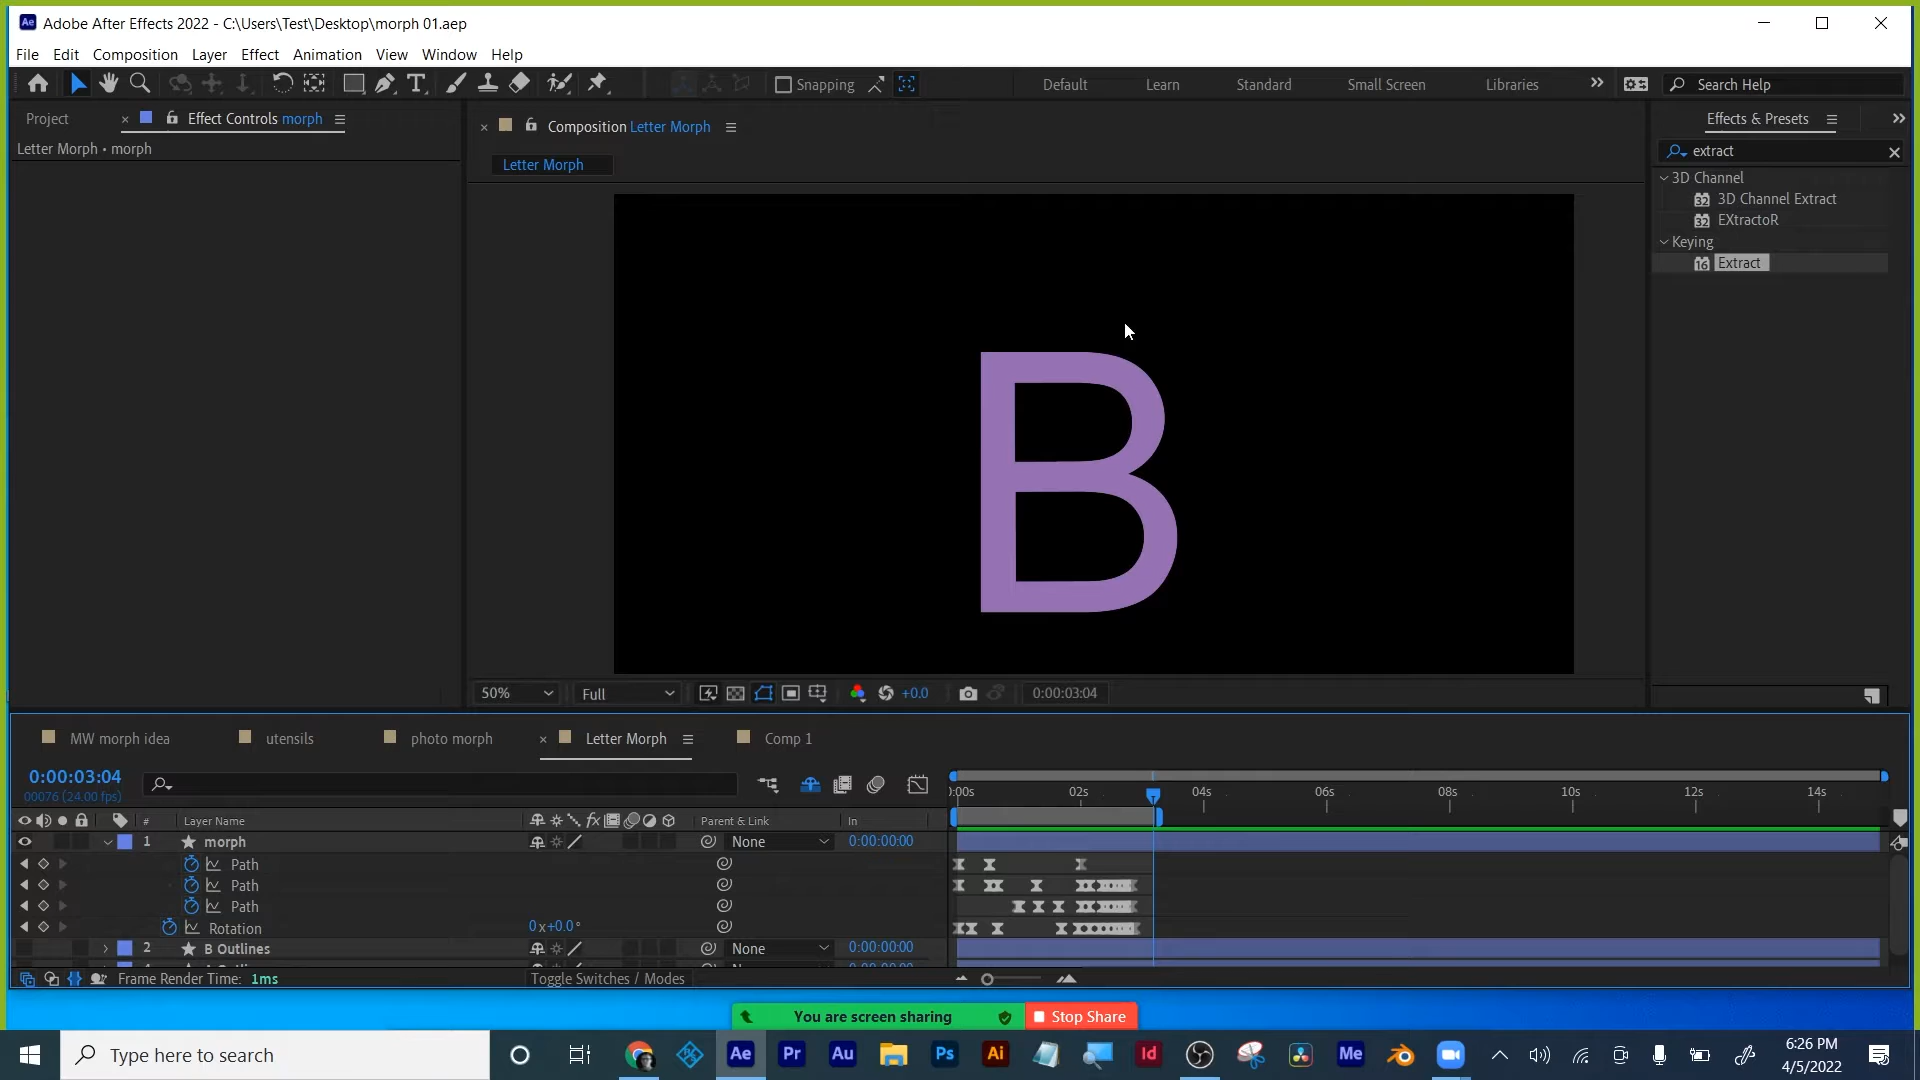 Ae Adobe After Effects 2022 - C:\Users\Test\Desktop\morph 01.aep
File Edit Composition Layer Effect Animation View Window Help
Snapping Default Learn Standard Small Screen Libraries Search Help
Project Effect Controls morph Composition Letter Morph Effects & Presets
Letter Morph • morph
Letter Morph
extract
3D Channel
32 3D Channel Extract
32 EXtractoR
Keying
16 Extract
B
50% Full +0.0 0:00:03:04
MW morph idea utensils photo morph Letter Morph Comp 1
0:00:03:04
00076 (24.00 fps)
):00s 02s 04s 06s 08s 10s 12s 14s
# Layer Name fx Parent & Link In
1 morph None 0:00:00:00
Path
Path
Path
Rotation 0x+0.0°
2 B Outlines None 0:00:00:00
Frame Render Time: 1ms Toggle Switches / Modes
You are screen sharing Stop Share
Type here to search Ae Pr Au Ps Ai Id Me 6:26 PM
4/5/2022